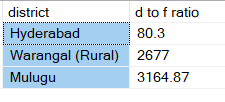 district d to f ratio
Hyderabad 80.3
Warangal (Rural) 2677
Mulugu 3164.87